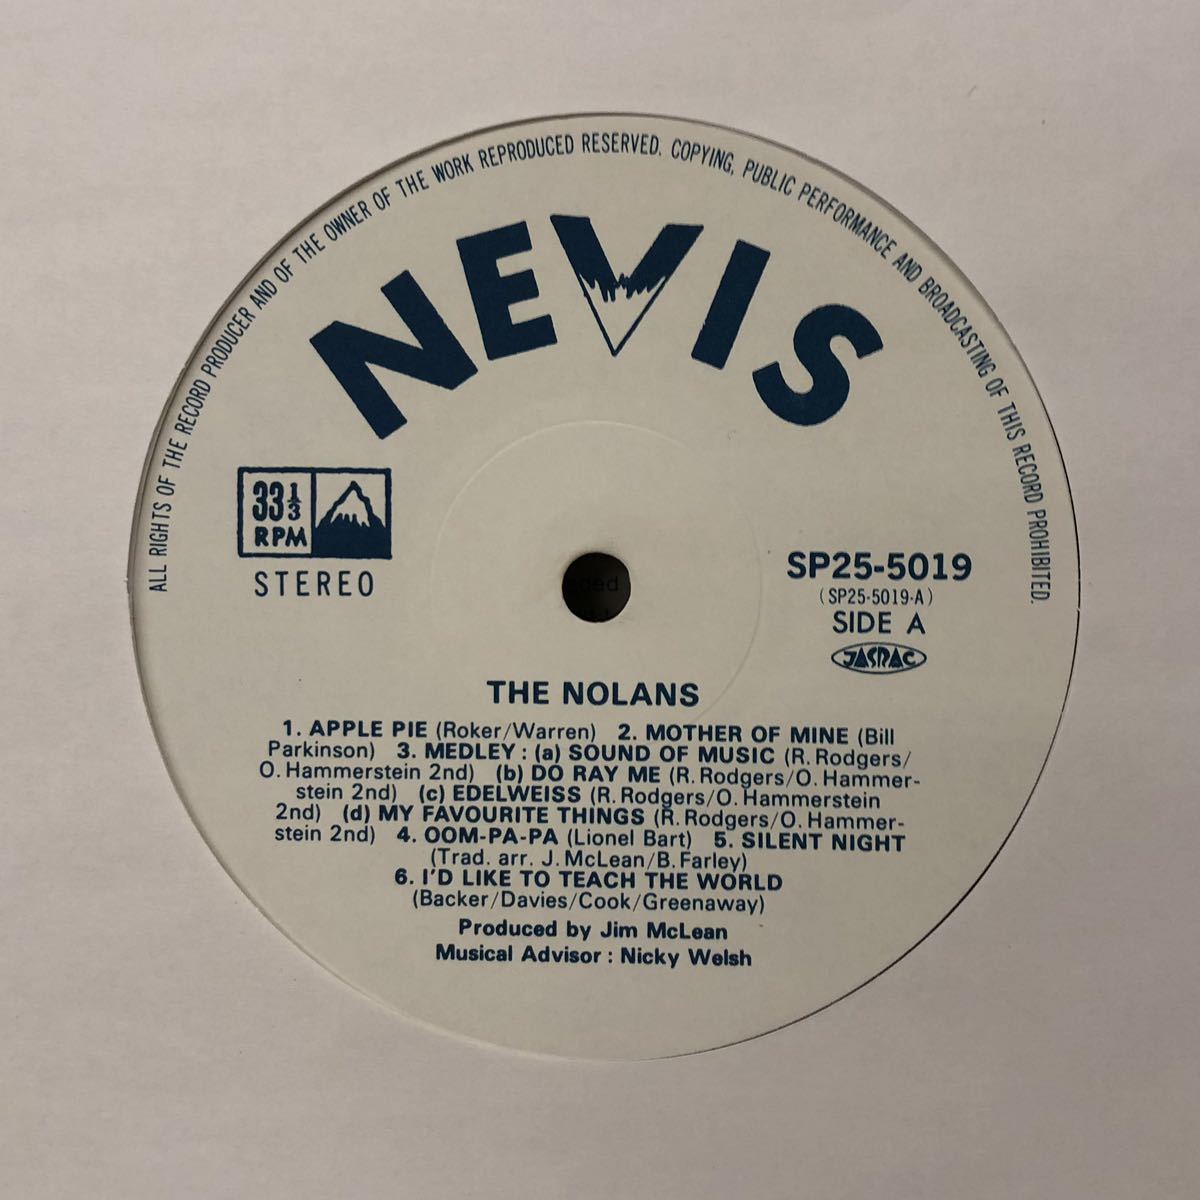 ALL RIGHTS OF THE RECORD PRODUCER AND OF THE OWNER OF THE WORK REPRODUCED RESERVED. COPYING, PUBLIC PERFORMANCE AND BROADCASTING OF THIS RECORD PROHIBITED.
NEVIS
33 1/3
RPM
STEREO
SP25-5019
(SP25-5019-A)
SIDE A
JASRAC
THE NOLANS
1. APPLE PIE (Roker/Warren) 2. MOTHER OF MINE (Bill
Parkinson) 3. MEDLEY : (a) SOUND OF MUSIC (R. Rodgers/
O. Hammerstein 2nd) (b) DO RAY ME (R. Rodgers/O. Hammer-
stein 2nd) (c) EDELWEISS (R. Rodgers/O. Hammerstein
2nd) (d) MY FAVOURITE THINGS (R. Rodgers/O. Hammer-
stein 2nd) 4. OOM-PA-PA (Lionel Bart) 5. SILENT NIGHT
(Trad. arr. J. McLean/B. Farley)
6. I'D LIKE TO TEACH THE WORLD
(Backer/Davies/Cook/Greenaway)
Produced by Jim McLean
Musical Advisor : Nicky Welsh